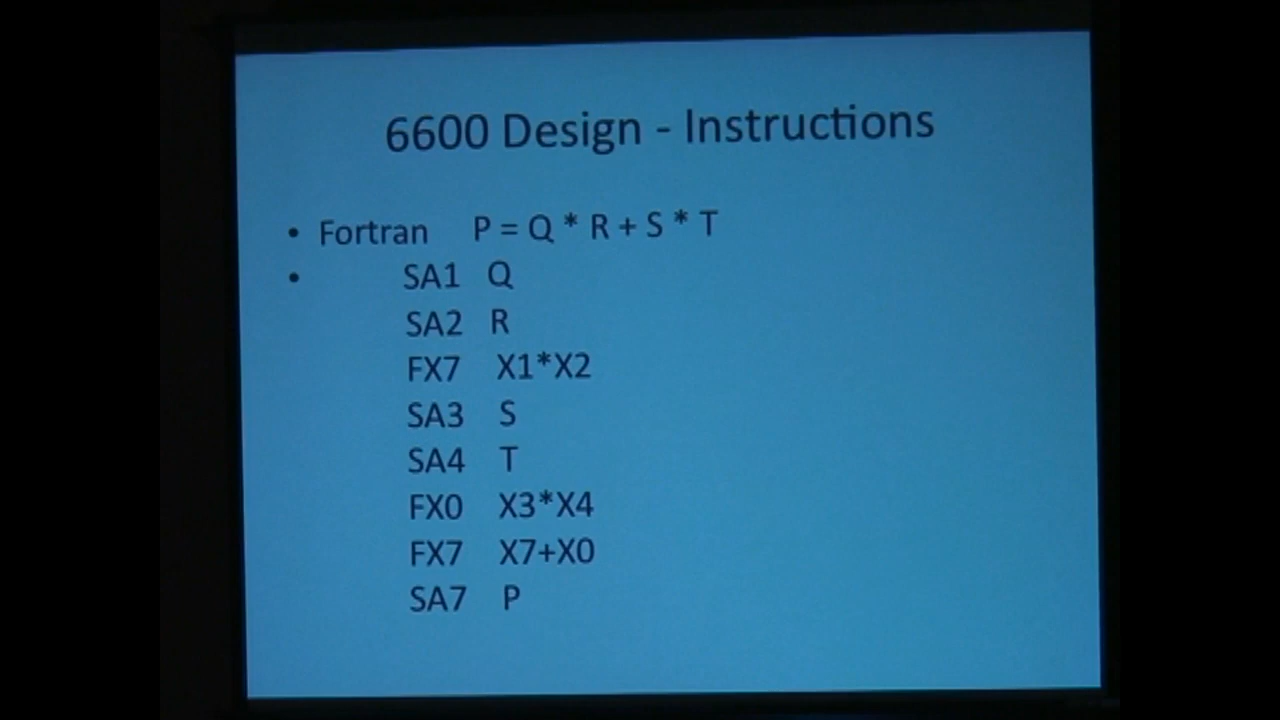 6600 Design - Instructions
• Fortran P = Q * R + S * T
• SA1 Q
SA2 R
FX7 X1*X2
SA3 S
SA4 T
FX0 X3*X4
FX7 X7+X0
SA7 P